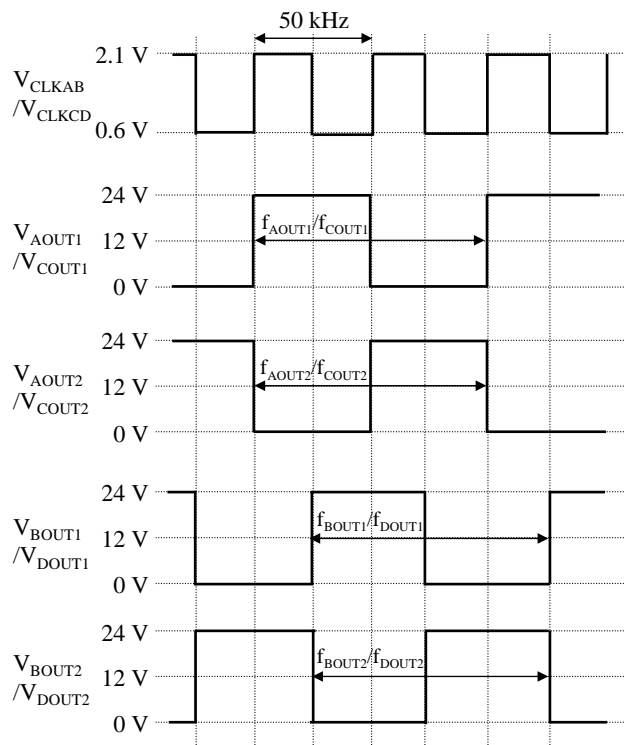 50 kHz
2.1 V
V_CLKAB
/V_CLKCD
0.6 V
24 V
f_AOUT1/f_COUT1
V_AOUT1
12 V
/V_COUT1
0 V
24 V
f_AOUT2/f_COUT2
V_AOUT2
12 V
/V_COUT2
0 V
24 V
f_BOUT1/f_DOUT1
V_BOUT1
12 V
/V_DOUT1
0 V
24 V
f_BOUT2/f_DOUT2
V_BOUT2
12 V
/V_DOUT2
0 V